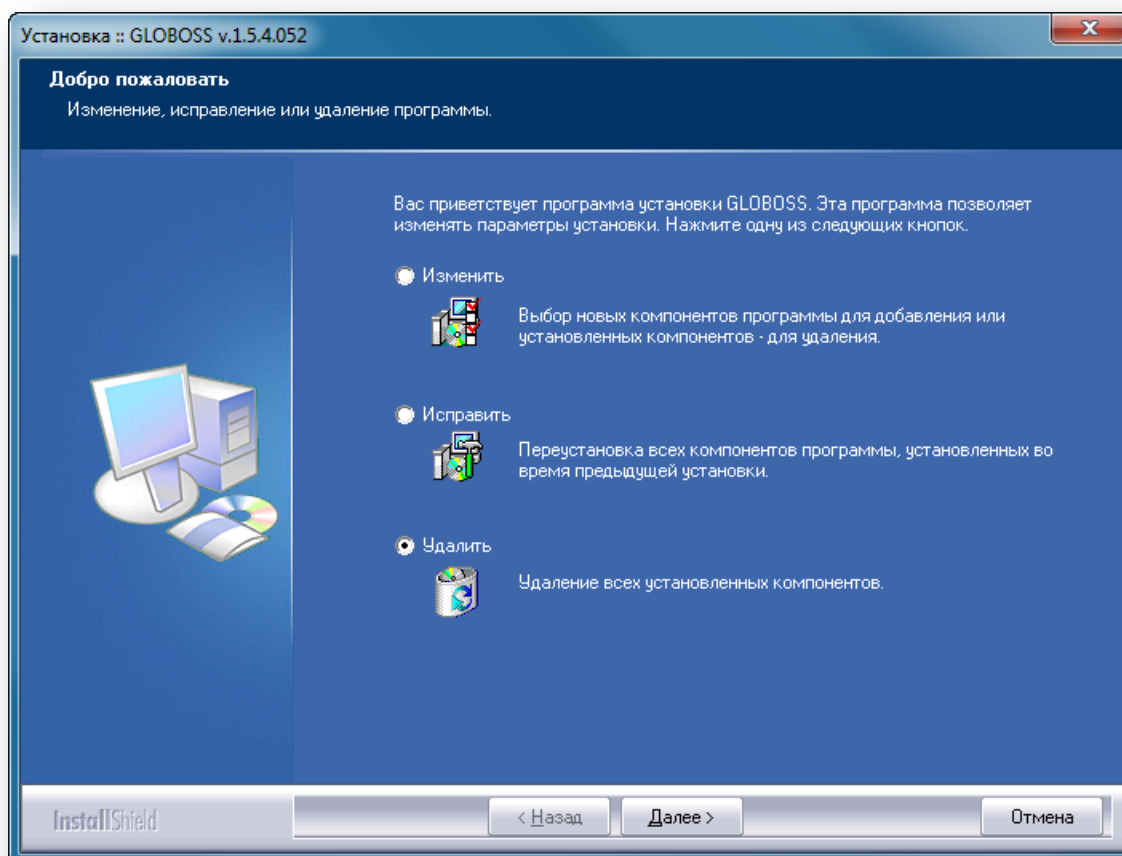 Установка :: GLOBOSS v.1.5.4.052
Добро пожаловать
Изменение, исправление или удаление программы.
Вас приветствует программа установки GLOBOSS. Эта программа позволяет
изменять параметры установки. Нажмите одну из следующих кнопок.
Изменить
Выбор новых компонентов программы для добавления или
установленных компонентов - для удаления.
Исправить
Переустановка всех компонентов программы, установленных во
время предыдущей установки.
Удалить
Удаление всех установленных компонентов.
InstallShield
< Назад
Далее >
Отмена